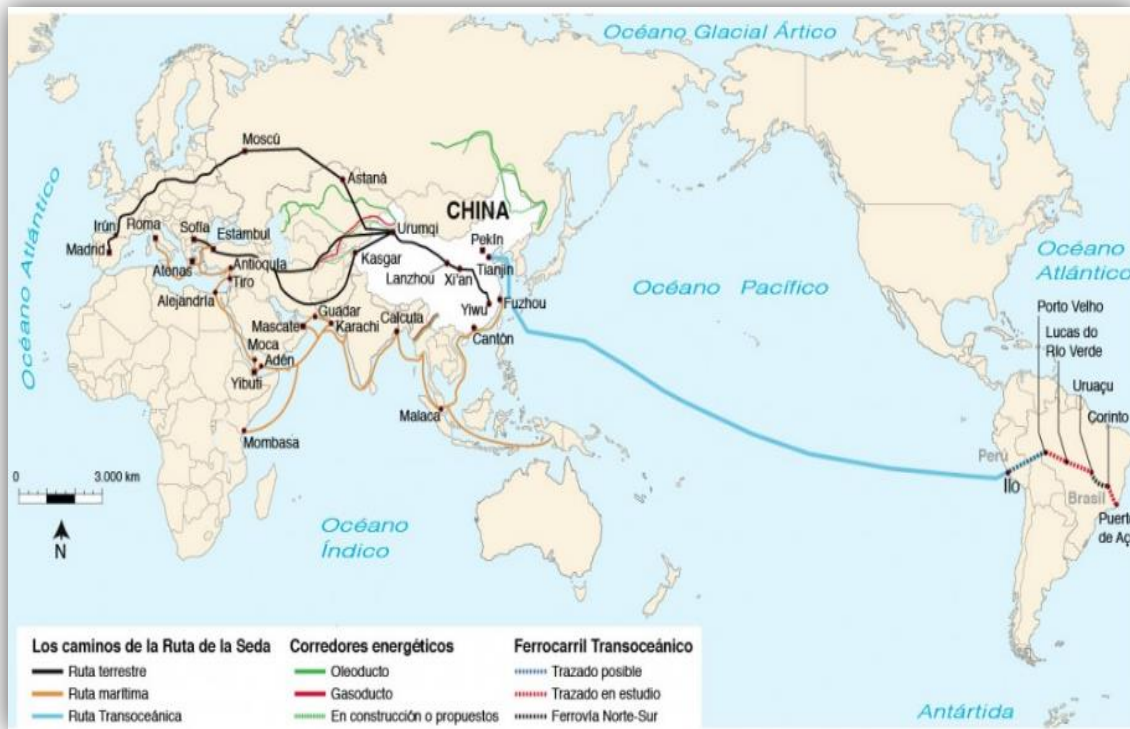 Océano Glacial Ártico
Océano Atlántico
Moscú
Astaná
CHINA
Irún
Roma
Sofía
Estambul
Urumqi
Pekín
Madrid
Antioquía
Kasgar
Tianjin
Atenas
Tiro
Lanzhou
Xi'an
Alejandría
Guadar
Yiwu
Fuzhou
Mascate
Karachi
Calcuta
Cantón
Moca
Adén
Yibuti
Malaca
Mombasa
Océano Pacífico
Océano
Atlántico
Porto Velho
Lucas do
Río Verde
Uruaçu
Corinto
Perú
Ilo
Brasil
Puerto
de
0
3.000 km
N
Océano
Índico
Antártida
Los caminos de la Ruta de la Seda
Ruta terrestre
Ruta marítima
Ruta Transoceánica
Corredores energéticos
Oleoducto
Gasoducto
En construcción o propuestos
Ferrocarril Transoceánico
Trazado posible
Trazado en estudio
Ferrovía Norte-Sur